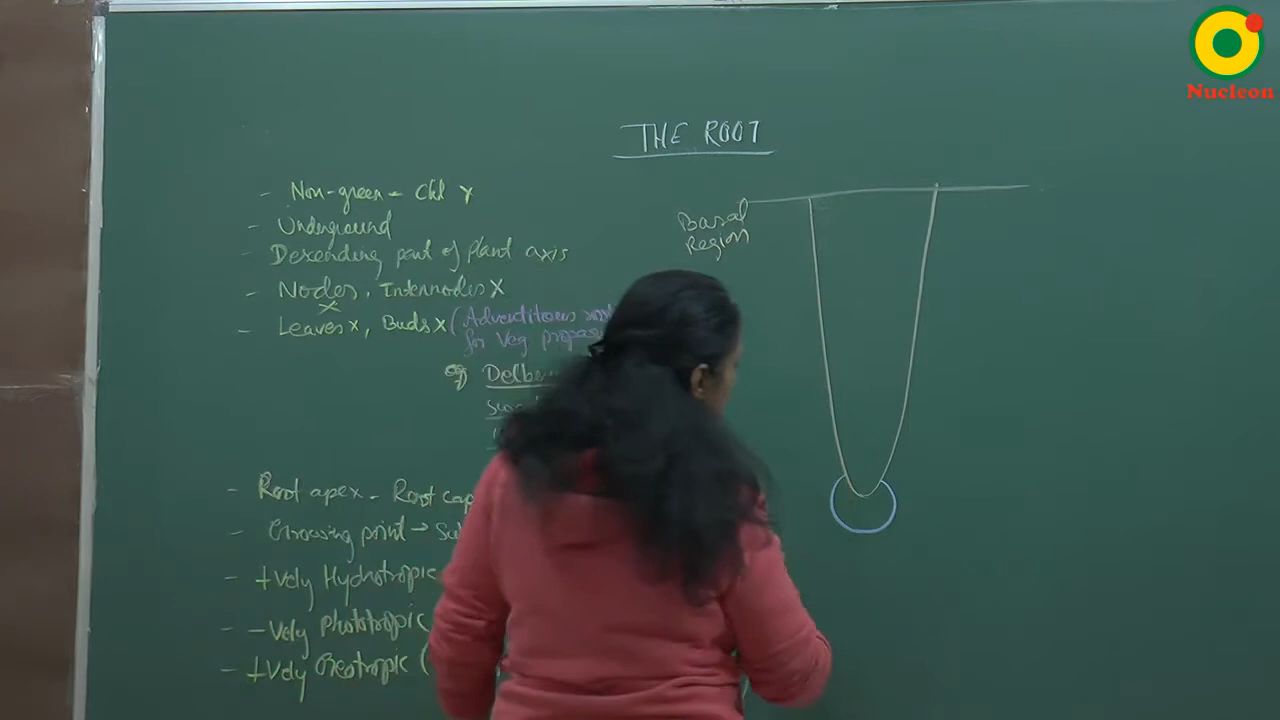 Nucleon
THE ROOT
- Non-green - Chl x
- Underground
- Descending part of plant axis
- Nodes, Internodes X
x
- Leaves x, Buds x (Adventitious
for Veg
eg
- Root apex - Root cap
- Growing point →
- +vely Hydrotropic
- -vely phototropic
- +vely Geotropic (
Basal
Region